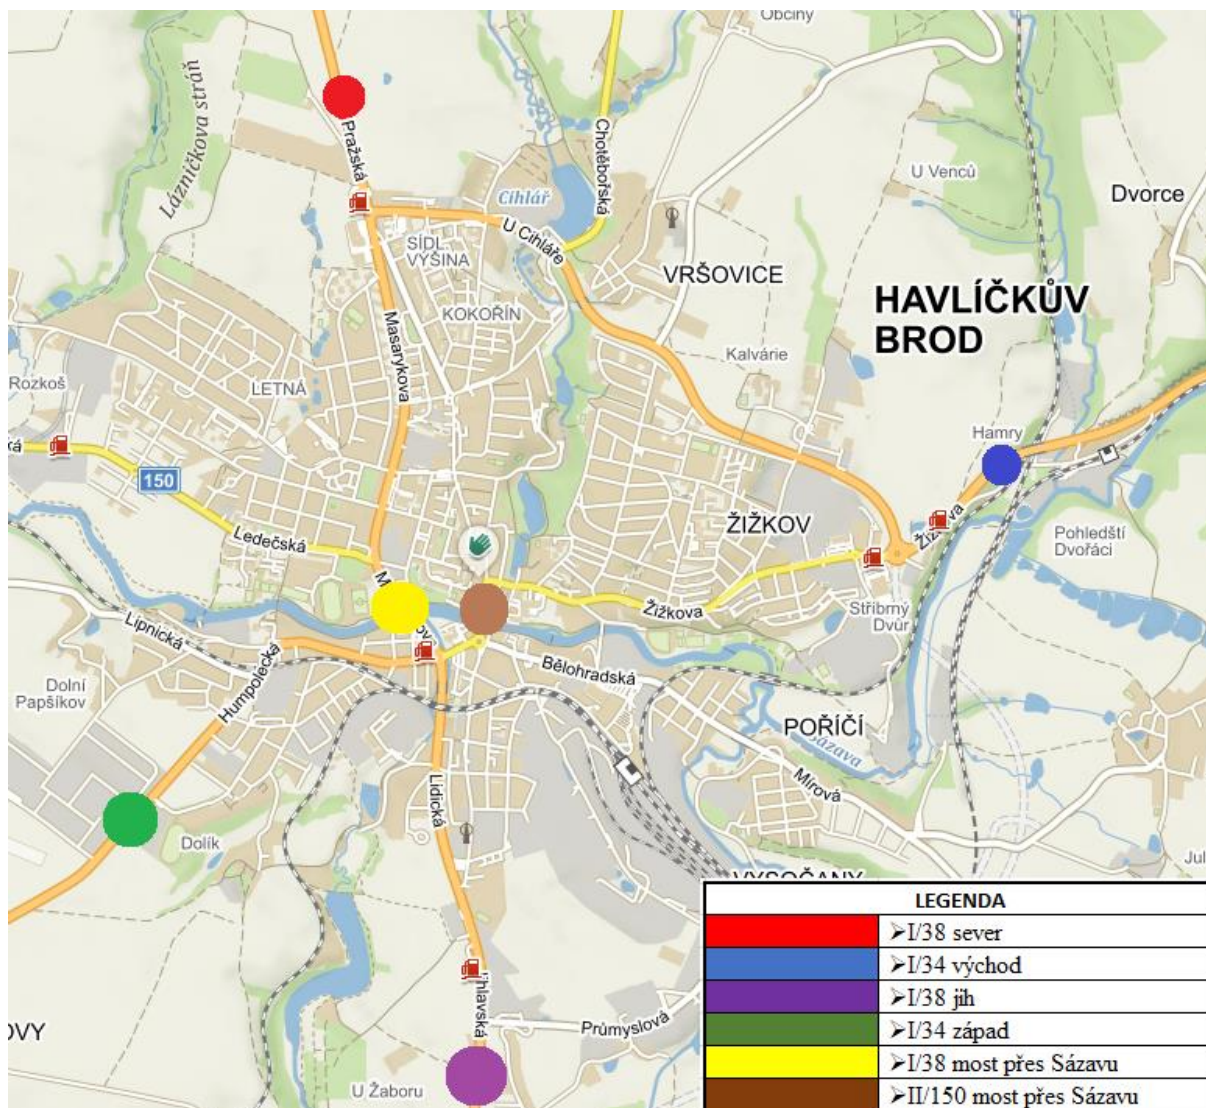 Občiny
Lázničkova stráň
Pražská
Chotěbořská
Cihlář
U Venců
Dvorce
U Cihláře
SÍDL.
VÝŠINA
VRŠOVICE
HAVLÍČKŮV
BROD
KOKOŘÍN
Masarykova
Kalvárie
Rozkoš
LETNÁ
Hamry
150
ŽIŽKOV
Žižkova
Ledečská
Pohledští
Dvořáci
Žižkova
Stříbrný
Dvůr
Lipnická
Bělohradská
Humpolecká
Dolní
Papšíkov
POŘÍČÍ
Sázava
Mírová
Lidická
Dolík
Jul
VYSOČANY
LEGENDA
➢I/38 sever
➢I/34 východ
➢I/38 jih
➢I/34 západ
➢I/38 most přes Sázavu
➢II/150 most přes Sázavu
Jihlavská
Průmyslová
OVY
U Žaboru